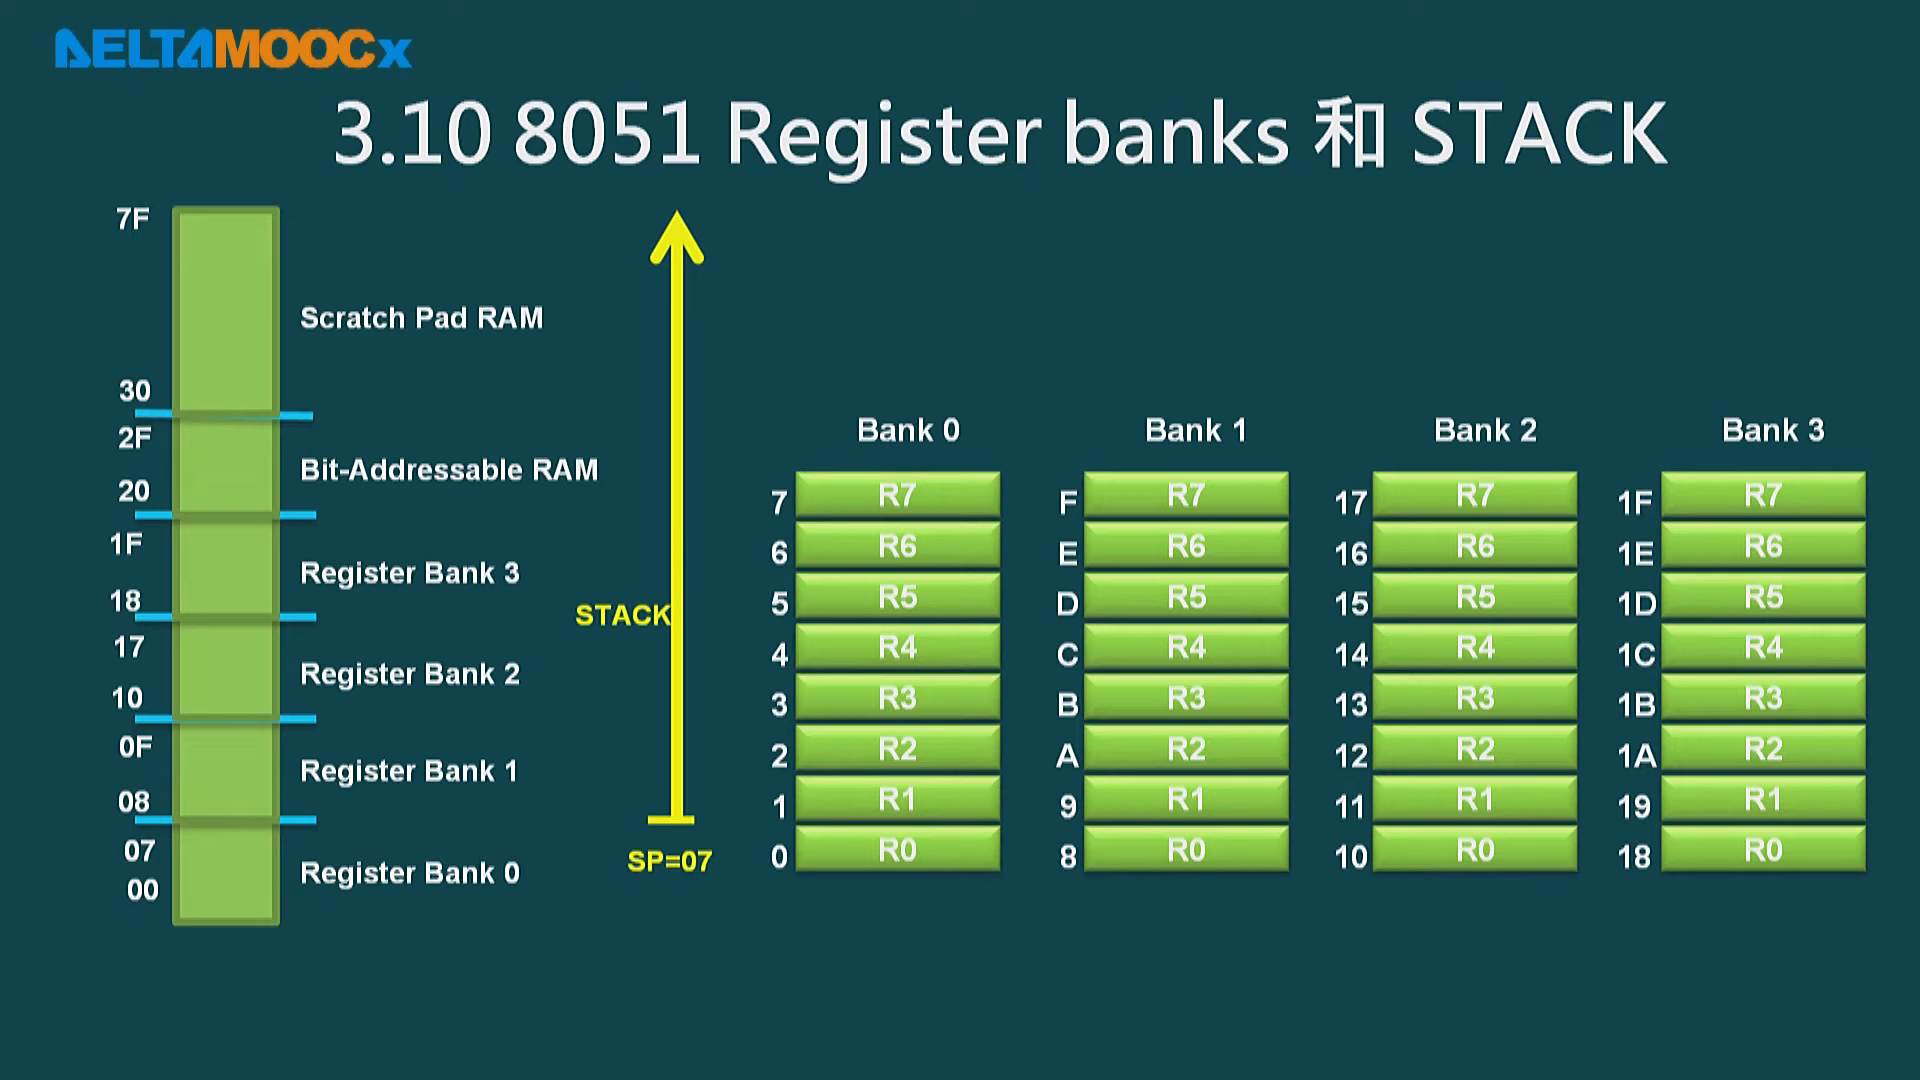 DELTAMOOCx
3.10 8051 Register banks 和 STACK
7F
Scratch Pad RAM
30
2F
Bit-Addressable RAM
20
1F
Register Bank 3
18
17
Register Bank 2
10
0F
Register Bank 1
08
07
Register Bank 0
00
STACK
SP=07
Bank 0 Bank 1 Bank 2 Bank 3
7 R7 F R7 17 R7 1F R7
6 R6 E R6 16 R6 1E R6
5 R5 D R5 15 R5 1D R5
4 R4 C R4 14 R4 1C R4
3 R3 B R3 13 R3 1B R3
2 R2 A R2 12 R2 1A R2
1 R1 9 R1 11 R1 19 R1
0 R0 8 R0 10 R0 18 R0